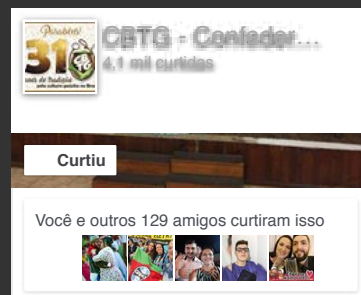 Parabéns!
31
anos de tradição
CBTG - Confeder...
4,1 mil curtidas
Curtiu
Você e outros 129 amigos curtiram isso